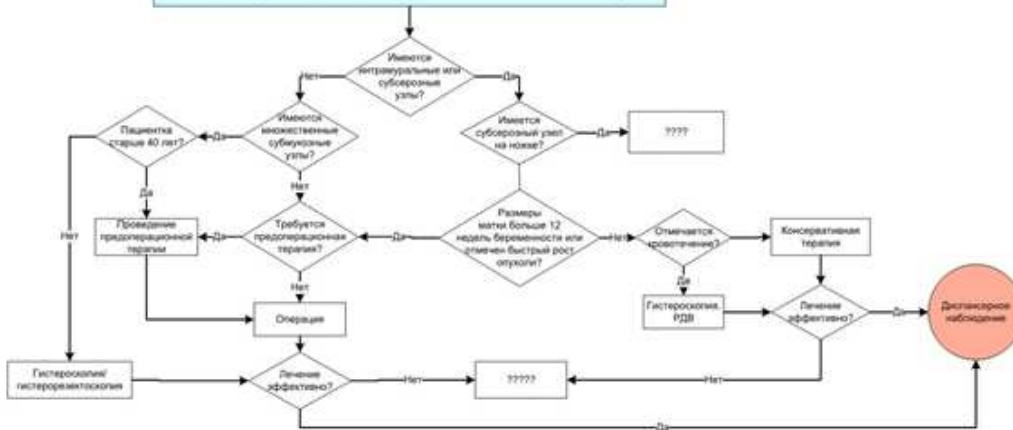 Имеются
интрамуральные или
субсерозные
узлы?
Нет
Да
Пациентка
старше 40 лет?
Да
Имеются
множественные
субмукозные
узлы?
Имеется
субсерозный узел
на ножке?
Да
????
Да
Нет
Нет
Проведение
предоперационной
терапии
Да
Требуется
предоперационная
терапия?
Да
Размеры
матки больше 12
недель беременности или
отмечен быстрый рост
опухоли?
Нет
Отмечается
кровотечение?
Консервативная
терапия
Нет
Да
Операция
Гистероскопия,
РДВ
Лечение
эффективно?
Да
Диспансерное
наблюдение
Гистероскопия/
гистерорезектоскопия
Лечение
эффективно?
Нет
?????
Нет
Да